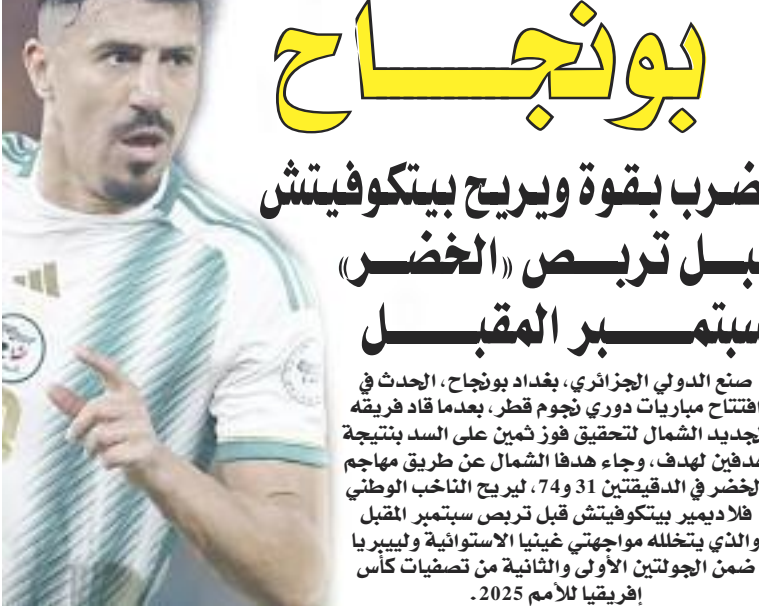 بونجاح
ضرب بقوة ويريح بيتكوفيتش
بل تربص «الخضر»
سبتمبر المقبل
صنع الدولي الجزائري، بغداد بونجاح، الحدث في
افتتاح مباريات دوري نجوم قطر، بعدما قاد فريقه
الجديد الشمال لتحقيق فوز ثمين على السد بنتيجة
هدفين لهدف، وجاء هدفا الشمال عن طريق مهاجم
الخضر في الدقيقتين 31 و74، ليريح الناخب الوطني
فلاديمير بيتكوفيتش قبل تربص سبتمبر المقبل
والذي يتخلله مواجهتي غينيا الاستوائية وليبيريا
ضمن الجولتين الأولى والثانية من تصفيات كأس
إفريقيا للأمم 2025.